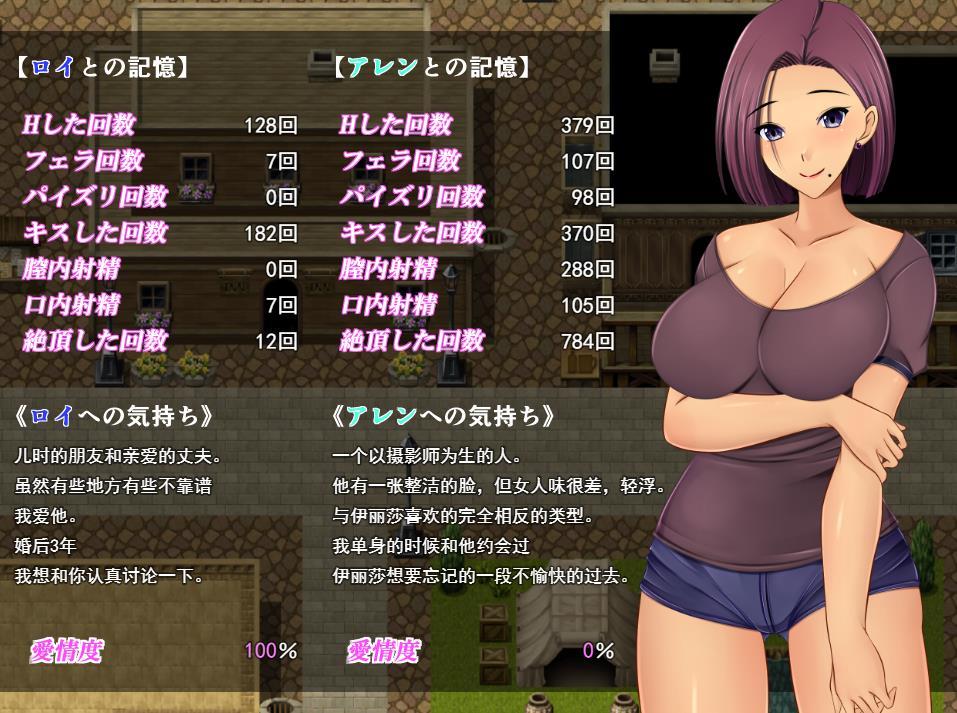 【ロイとの記憶】
Hした回数 128回
フェラ回数 7回
パイズリ回数 0回
キスした回数 182回
膣内射精 0回
口内射精 7回
絶頂した回数 12回
【アレンとの記憶】
Hした回数 379回
フェラ回数 107回
パイズリ回数 98回
キスした回数 370回
膣内射精 288回
口内射精 105回
絶頂した回数 784回
《ロイへの気持ち》
儿时的朋友和亲爱的丈夫。
虽然有些地方有些不靠谱
我爱他。
婚后3年
我想和你认真讨论一下。
愛情度 100%
《アレンへの気持ち》
一个以摄影师为生的人。
他有一张整洁的脸，但女人味很差，轻浮。
与伊丽莎喜欢的完全相反的类型。
我单身的时候和他约会过
伊丽莎想要忘记的一段不愉快的过去。
愛情度 0%